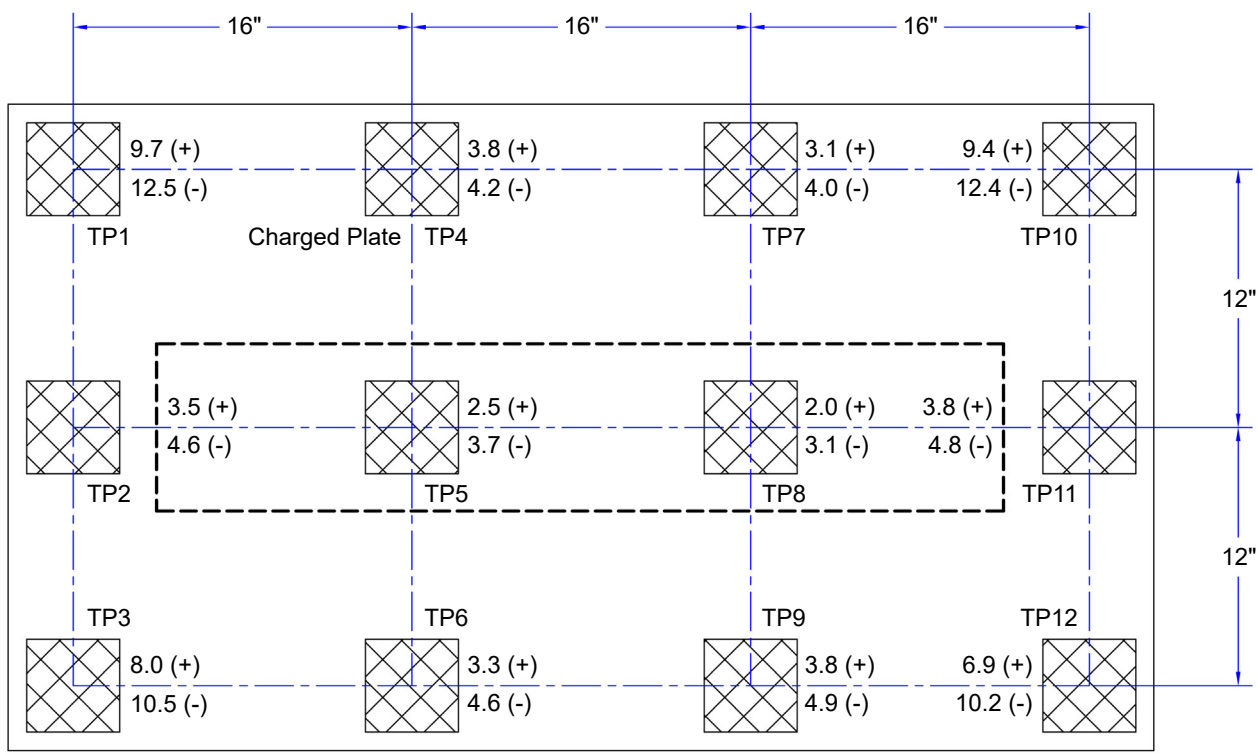 16" 16" 16"
9.7 (+) 3.8 (+) 3.1 (+) 9.4 (+)
12.5 (-) 4.2 (-) 4.0 (-) 12.4 (-)
TP1 Charged Plate TP4 TP7 TP10
12"
3.5 (+) 2.5 (+) 2.0 (+) 3.8 (+)
4.6 (-) 3.7 (-) 3.1 (-) 4.8 (-)
TP2 TP5 TP8 TP11
12"
TP3 TP6 TP9 TP12
8.0 (+) 3.3 (+) 3.8 (+) 6.9 (+)
10.5 (-) 4.6 (-) 4.9 (-) 10.2 (-)